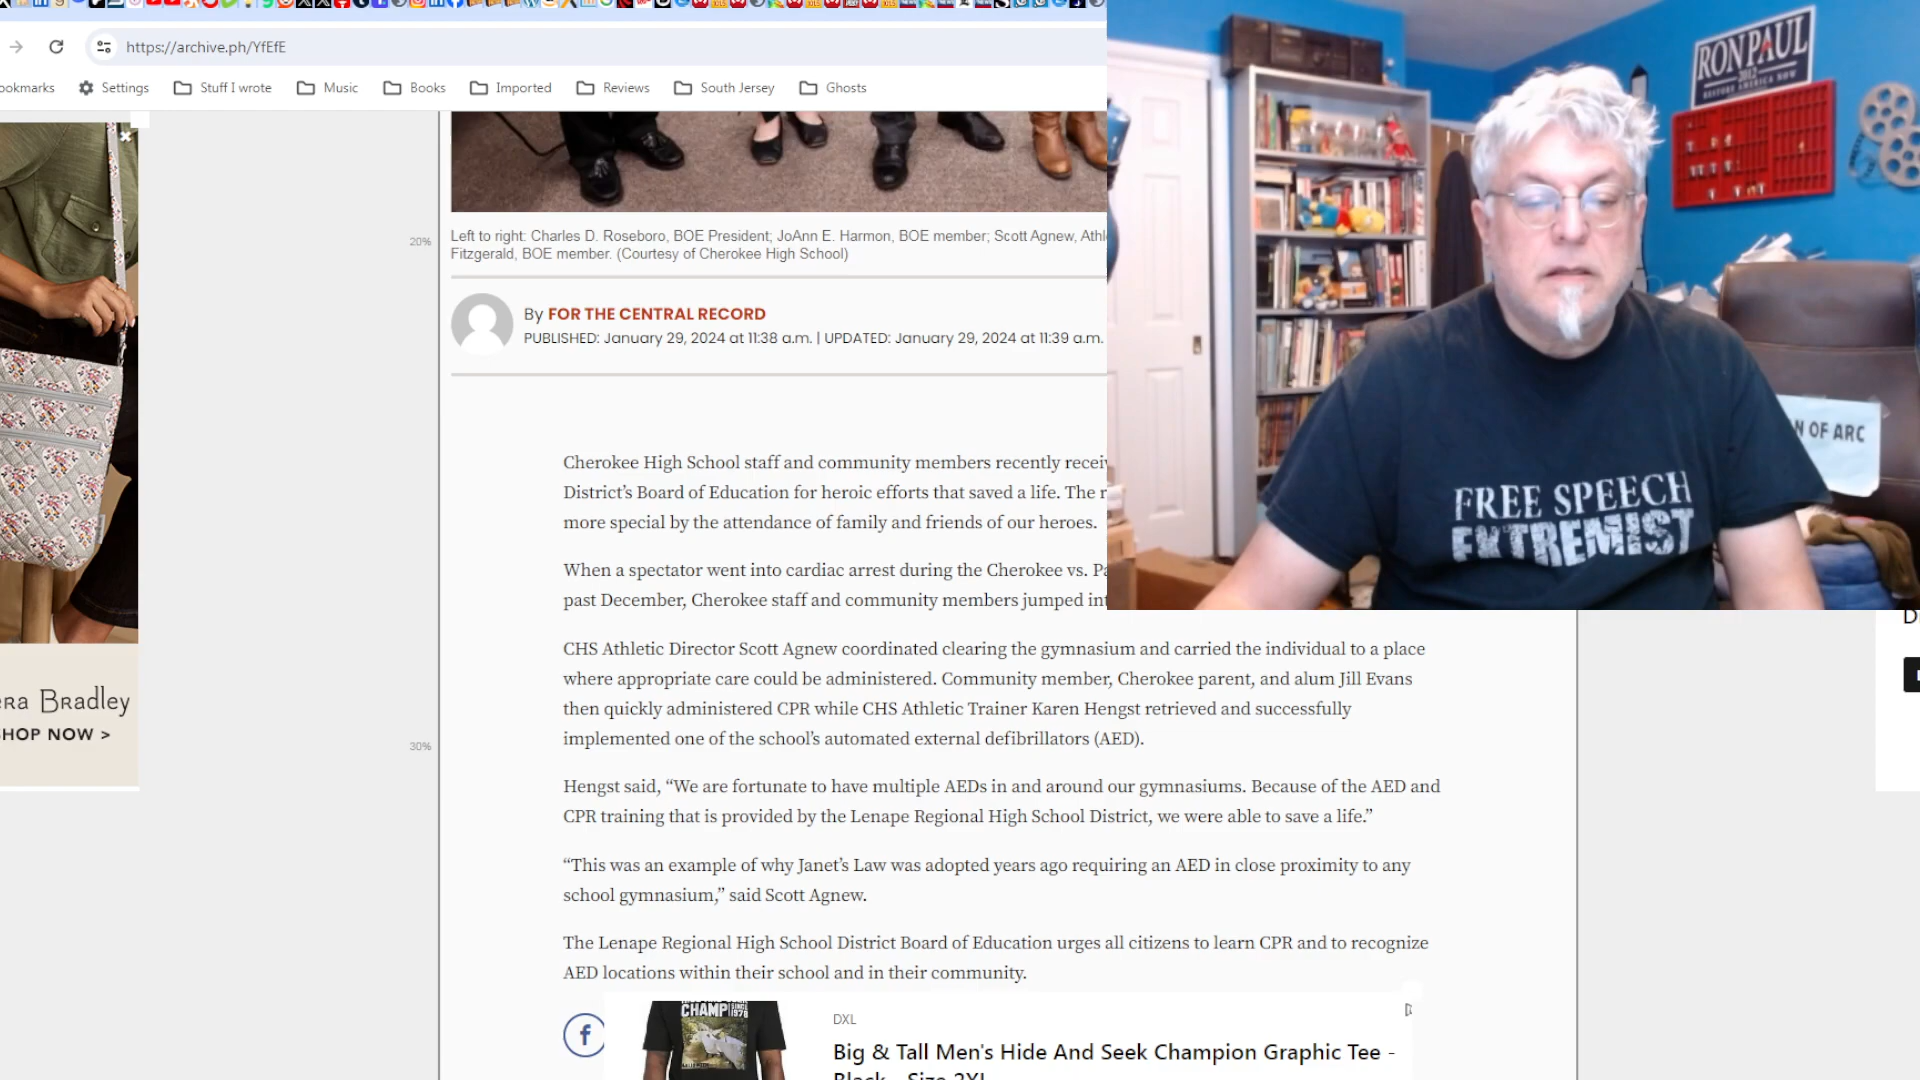 https://archive.ph/YfEfE
ookmarks
Settings
Stuff I wrote
Music
Books
Imported
Reviews
South Jersey
Ghosts
RON PAUL
2012
RESTORE AMERICA NOW
20%
Left to right: Charles D. Roseboro, BOE President; JoAnn E. Harmon, BOE member; Scott Agnew, Athl
Fitzgerald, BOE member. (Courtesy of Cherokee High School)
By FOR THE CENTRAL RECORD
PUBLISHED: January 29, 2024 at 11:38 a.m. | UPDATED: January 29, 2024 at 11:39 a.m.
N OF ARC
FREE SPEECH
EXTREMIST
Cherokee High School staff and community members recently recei
District’s Board of Education for heroic efforts that saved a life. The r
more special by the attendance of family and friends of our heroes.
When a spectator went into cardiac arrest during the Cherokee vs. Pa
past December, Cherokee staff and community members jumped int
CHS Athletic Director Scott Agnew coordinated clearing the gymnasium and carried the individual to a place
where appropriate care could be administered. Community member, Cherokee parent, and alum Jill Evans
then quickly administered CPR while CHS Athletic Trainer Karen Hengst retrieved and successfully
implemented one of the school’s automated external defibrillators (AED).
era Bradley
SHOP NOW >
30%
Hengst said, “We are fortunate to have multiple AEDs in and around our gymnasiums. Because of the AED and
CPR training that is provided by the Lenape Regional High School District, we were able to save a life.”
“This was an example of why Janet’s Law was adopted years ago requiring an AED in close proximity to any
school gymnasium,” said Scott Agnew.
The Lenape Regional High School District Board of Education urges all citizens to learn CPR and to recognize
AED locations within their school and in their community.
CHAMP
DXL
Big & Tall Men's Hide And Seek Champion Graphic Tee -
Black - Size 2XL